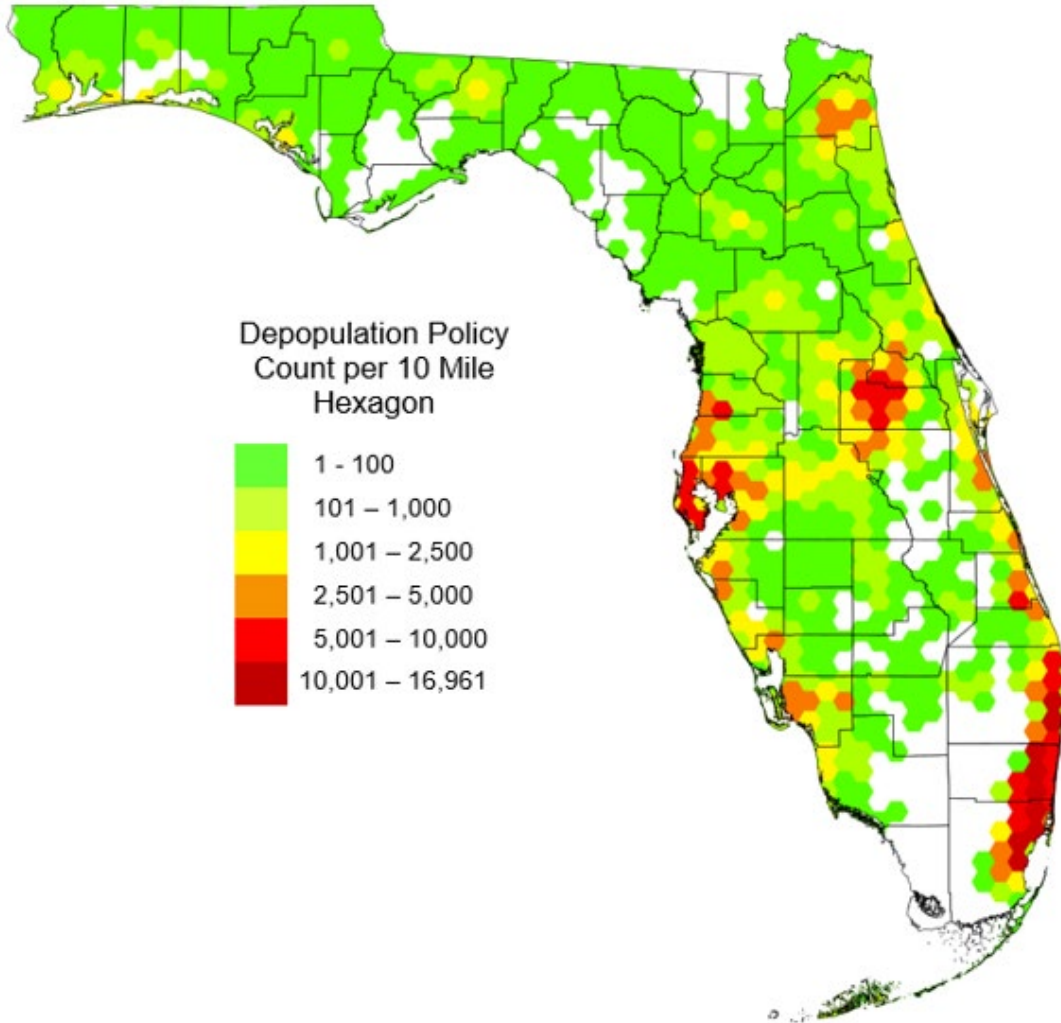 Depopulation Policy
Count per 10 Mile
Hexagon
1 - 100
101 – 1,000
1,001 – 2,500
2,501 – 5,000
5,001 – 10,000
10,001 – 16,961